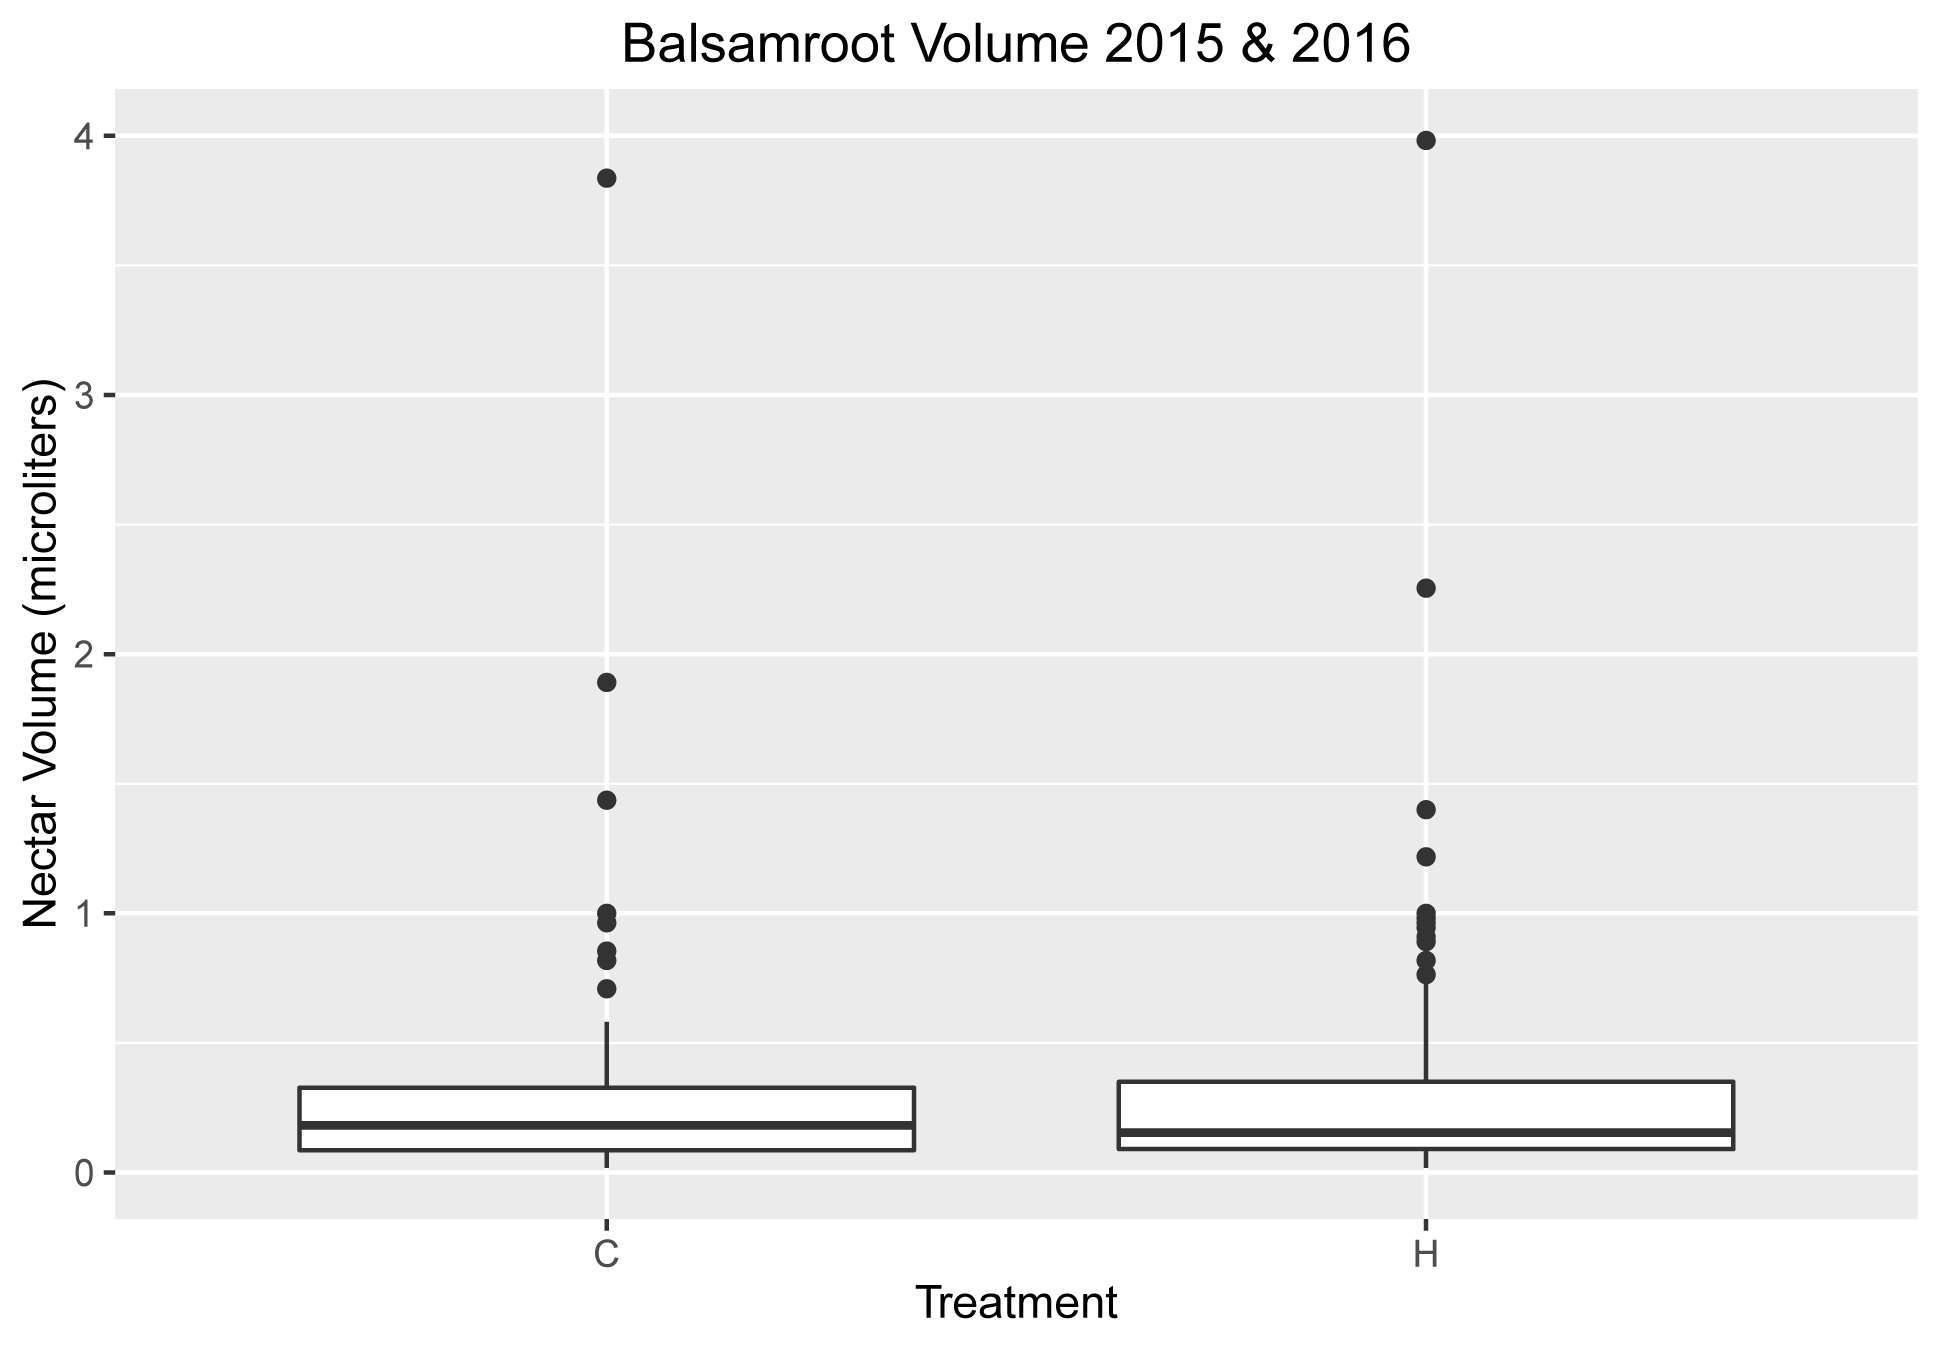 Balsamroot Volume 2015 & 2016
Nectar Volume (microliters)
4
3
2
1
0
C H
Treatment